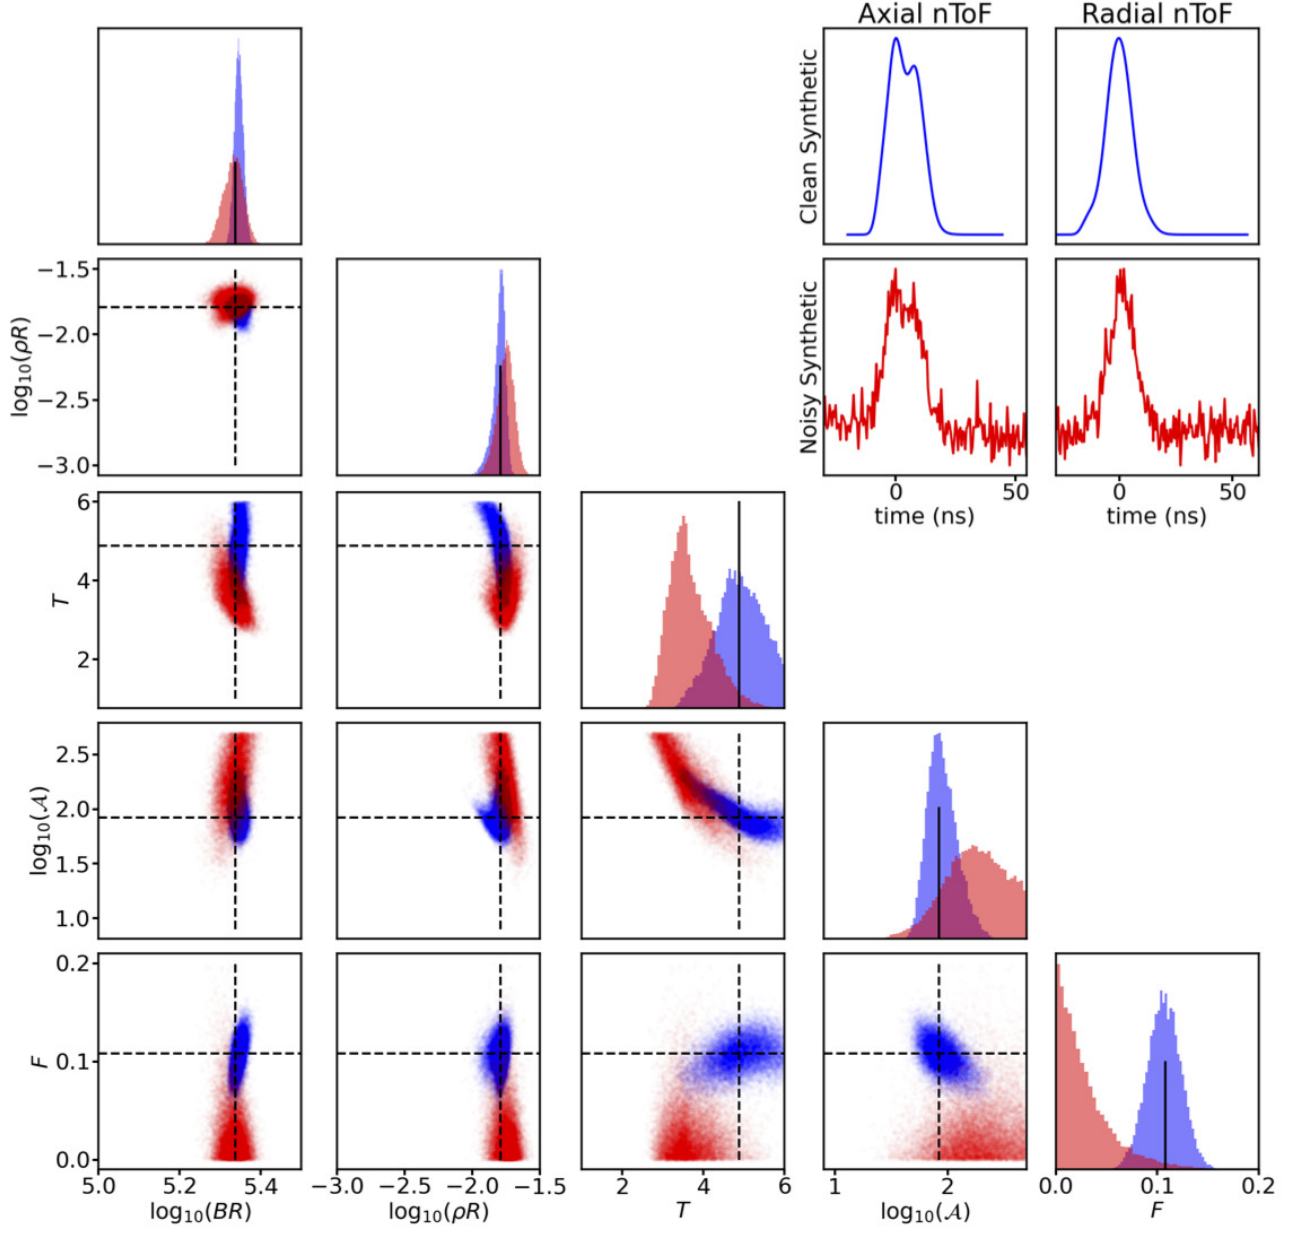 Axial nToF
Radial nToF
Clean Synthetic
−1.5
−2.0
−2.5
−3.0
log₁₀(ρR)
Noisy Synthetic
0
50
time (ns)
0
50
time (ns)
6
4
2
T
2.5
2.0
1.5
1.0
log₁₀(𝒜)
0.2
0.1
0.0
F
5.0
5.2
5.4
log₁₀(BR)
−3.0
−2.5
−2.0
−1.5
log₁₀(ρR)
2
4
6
T
1
2
log₁₀(𝒜)
0.0
0.1
0.2
F